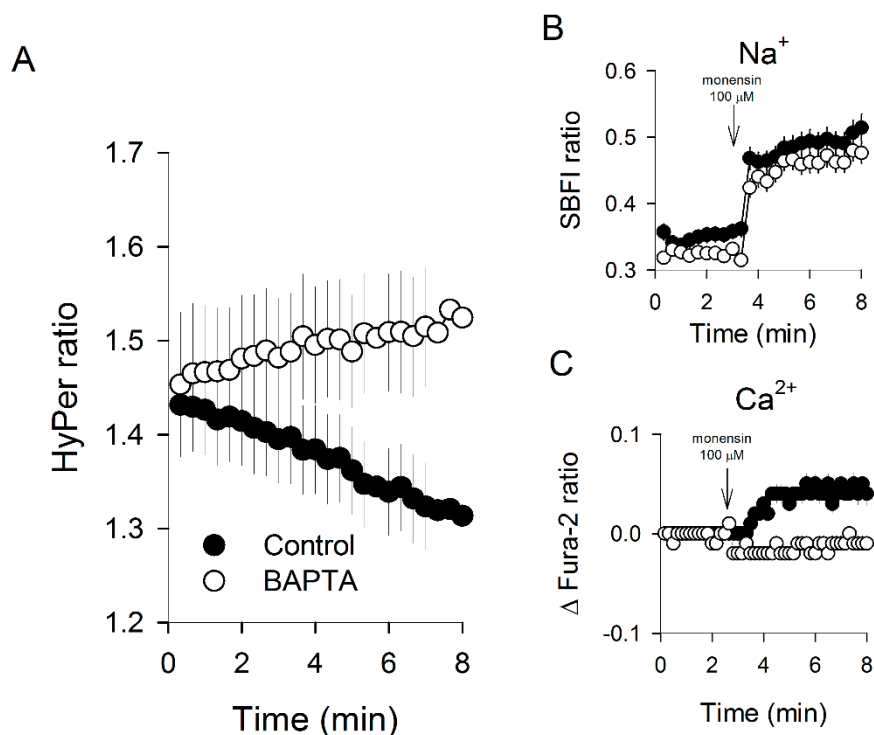 A
HyPer ratio
1.7
1.6
1.5
1.4
1.3
1.2
Control
BAPTA
0 2 4 6 8
Time (min)
B
Na⁺
monensin
100 μM
SBFI ratio
0.6
0.5
0.4
0.3
0 2 4 6 8
Time (min)
C
Ca²⁺
monensin
100 μM
Δ Fura-2 ratio
0.1
0.0
-0.1
0 2 4 6 8
Time (min)